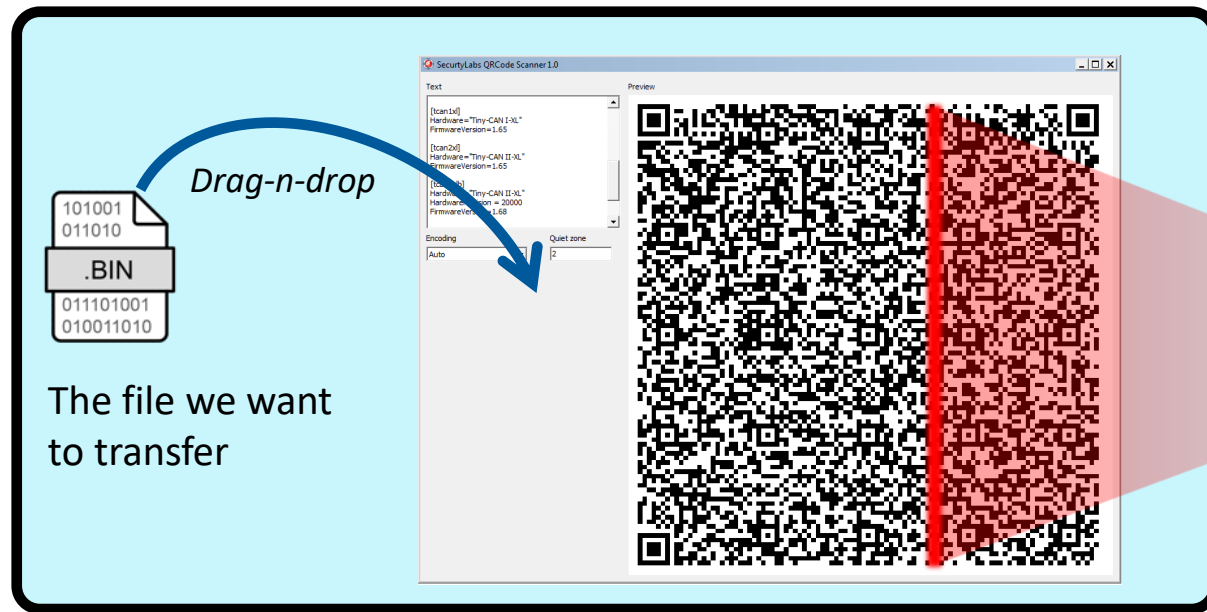 SecurtyLabs QRCode Scanner 1.0
Text
Preview
[tcan1xl]
Hardware="Tiny-CAN I-XL"
FirmwareVersion=1.65
[tcan2xl]
Hardware="Tiny-CAN II-XL"
FirmwareVersion=1.65
Hardware="Tiny-CAN II-XL"
= 20000
FirmwareVersion=1.68
Encoding
Quiet zone
Auto
2
Drag-n-drop
101001
011010
.BIN
011101001
010011010
The file we want
to transfer